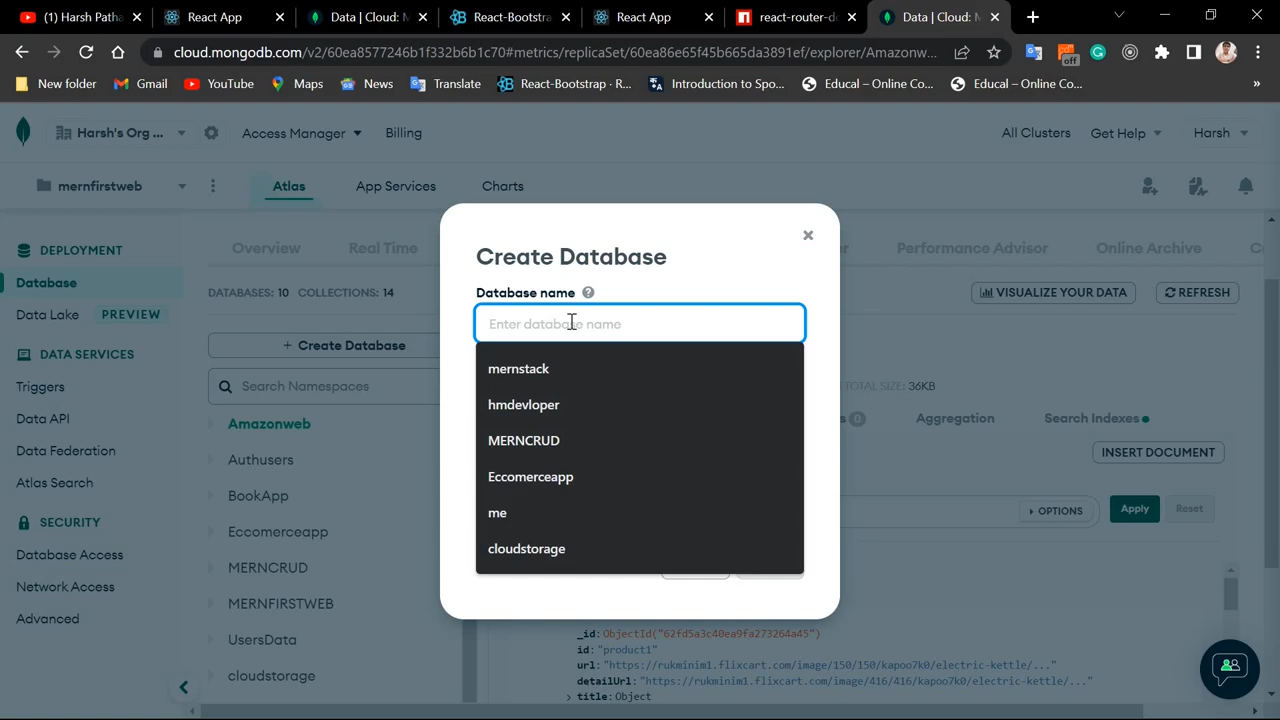 (1) Harsh Patha
React App
Data | Cloud: M
React-Bootstra
React App
react-router-d
Data | Cloud: M
cloud.mongodb.com/v2/60ea8577246b1f332b6b1c70#metrics/replicaSet/60ea86e65f45b665da3891ef/explorer/Amazonw...
off
New folder
Gmail
YouTube
Maps
News
Translate
React-Bootstrap · R...
Introduction to Spo...
Educal – Online Co...
Educal – Online Co...
»
Harsh's Org ...
Access Manager
Billing
All Clusters
Get Help
Harsh
mernfirstweb
Atlas
App Services
Charts
DEPLOYMENT
Database
Data Lake
PREVIEW
DATA SERVICES
Triggers
Data API
Data Federation
Atlas Search
SECURITY
Database Access
Network Access
Advanced
Overview
Real Time
Performance Advisor
Online Archive
DATABASES: 10 COLLECTIONS: 14
VISUALIZE YOUR DATA
REFRESH
+ Create Database
Search Namespaces
Amazonweb
Authusers
BookApp
Eccomerceapp
MERNCRUD
MERNFIRSTWEB
UsersData
cloudstorage
Create Database
Database name
Enter database name
mernstack
hmdevloper
MERNCRUD
Eccomerceapp
me
cloudstorage
TOTAL SIZE: 36KB
0
Aggregation
Search Indexes
INSERT DOCUMENT
OPTIONS
Apply
Reset
_id: ObjectId("62fd5a3c40ea9fa273264a45")
id: "product1"
url: "https://rukminim1.flixcart.com/image/150/150/kapoo7k0/electric-kettle/..."
detailUrl: "https://rukminim1.flixcart.com/image/416/416/kapoo7k0/electric-kettle/..."
> title: Object